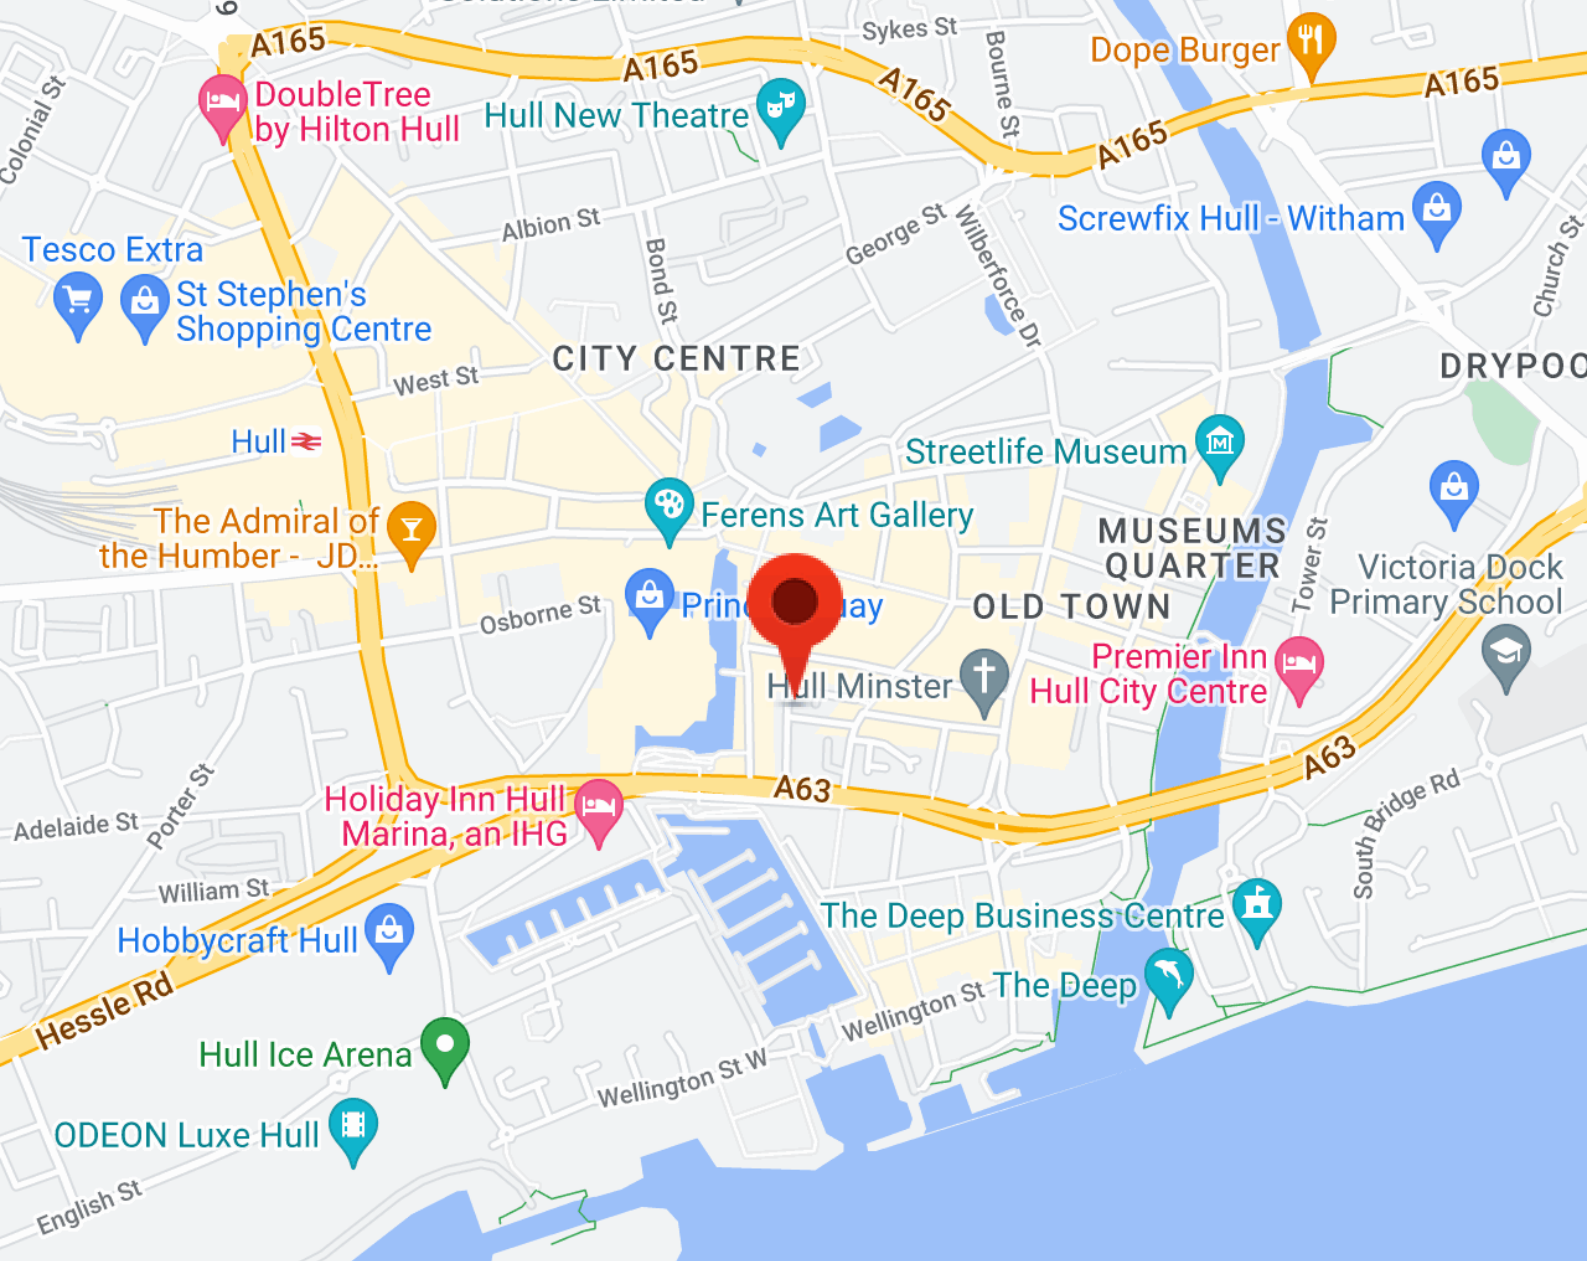 A165
A165
A165
A165
A165
Sykes St
Bourne St
Dope Burger
DoubleTree
by Hilton Hull
Hull New Theatre
Colonial St
Albion St
Bond St
George St
Wilberforce Dr
Screwfix Hull - Witham
Church St
Tesco Extra
St Stephen's
Shopping Centre
CITY CENTRE
West St
DRYPOO
Hull
Streetlife Museum
The Admiral of
the Humber - JD...
Ferens Art Gallery
MUSEUMS
QUARTER
Tower St
Victoria Dock
Primary School
Osborne St
OLD TOWN
Premier Inn
Hull City Centre
Hull Minster
A63
A63
Holiday Inn Hull
Marina, an IHG
Adelaide St
Porter St
South Bridge Rd
William St
Hobbycraft Hull
The Deep Business Centre
The Deep
Hessle Rd
Wellington St
Hull Ice Arena
Wellington St W
ODEON Luxe Hull
English St